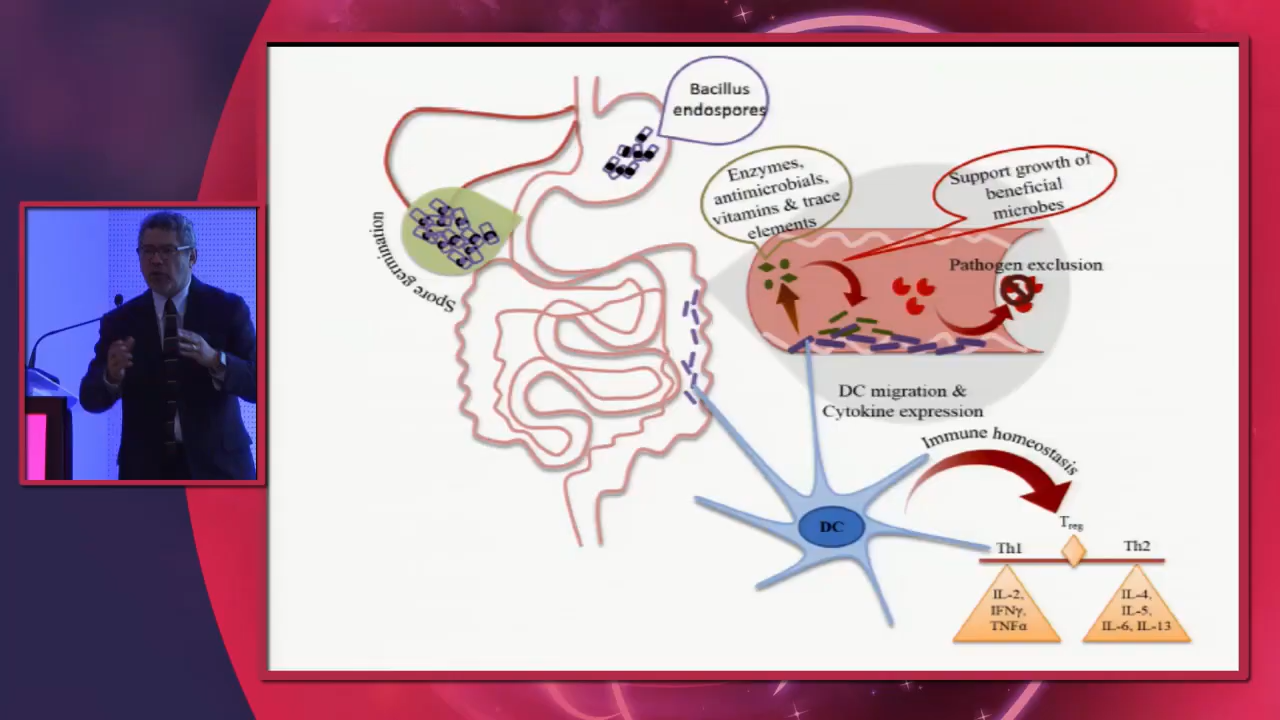 Bacillus
endospores
Enzymes,
antimicrobials,
vitamins & trace
elements
Support growth of
beneficial
microbes
Spore germination
Pathogen exclusion
DC migration &
Cytokine expression
Immune homeostasis
DC
Treg
Th1
Th2
IL-2,
IFNγ,
TNFα
IL-4,
IL-5,
IL-6, IL-13